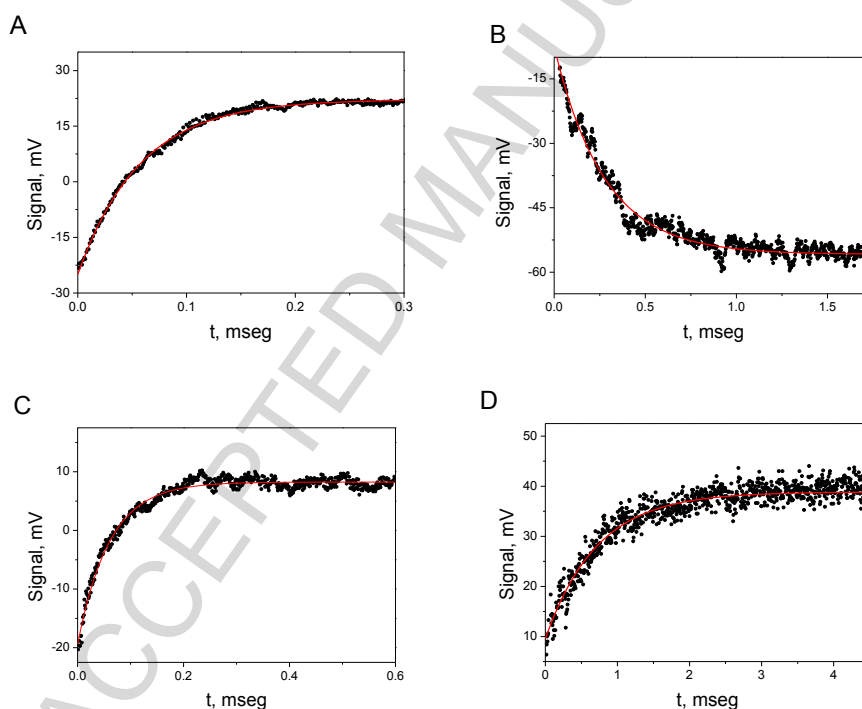 A
Signal, mV
30
15
0
-15
-30
0.0 0.1 0.2 0.3
t, mseg
B
Signal, mV
-15
-30
-45
-60
0.0 0.5 1.0 1.5
t, mseg
C
Signal, mV
10
0
-10
-20
0.0 0.2 0.4 0.6
t, mseg
D
Signal, mV
50
40
30
20
10
0 1 2 3 4
t, mseg
ACCEPTED MANUS